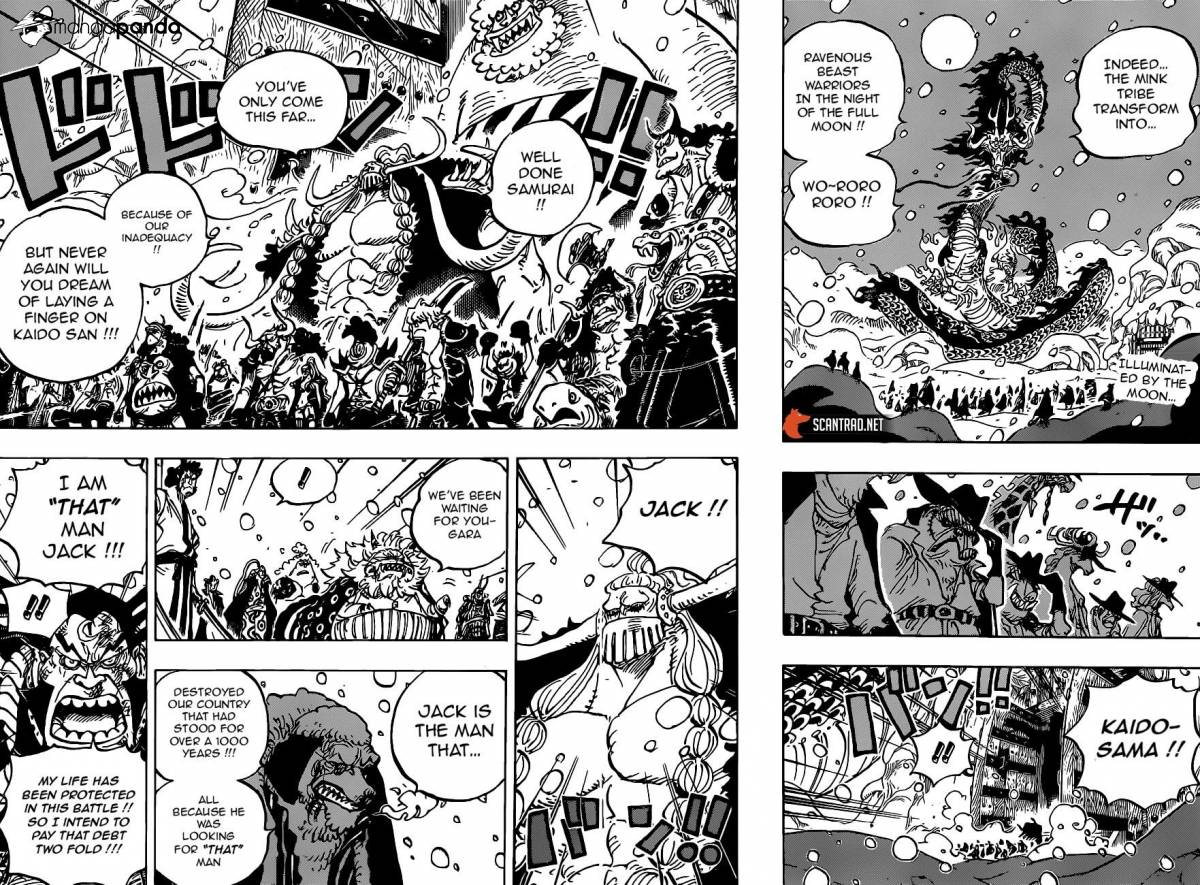 INDEED...
THE MINK
TRIBE
TRANSFORM
INTO...
RAVENOUS
BEAST
WARRIORS
IN THE NIGHT
OF THE FULL
MOON !!
WO-RORO
RORO !!
ILLUMINAT-
ED BY THE
MOON...
SCANTRAD.NET
KAIDO-
SAMA !!
!!
mangapanda
WELL
DONE
SAMURAI
!!
YOU'VE
ONLY COME
THIS FAR...
BECAUSE OF
OUR
INADEQUACY
!!
BUT NEVER
AGAIN WILL
YOU DREAM
OF LAYING A
FINGER ON
KAIDO SAN !!!
ドドドン!!
JACK !!
WE'VE BEEN
WAITING
FOR YOU-
GARA
!
JACK IS
THE MAN
THAT...
DESTROYED
OUR COUNTRY
THAT HAD
STOOD FOR
OVER A 1000
YEARS !!!
ALL
BECAUSE HE
WAS
LOOKING
FOR "THAT"
MAN
I AM
"THAT"
MAN
JACK !!!
!!
MY LIFE HAS
BEEN PROTECTED
IN THIS BATTLE !!
SO I INTEND TO
PAY THAT DEBT
TWO FOLD !!!